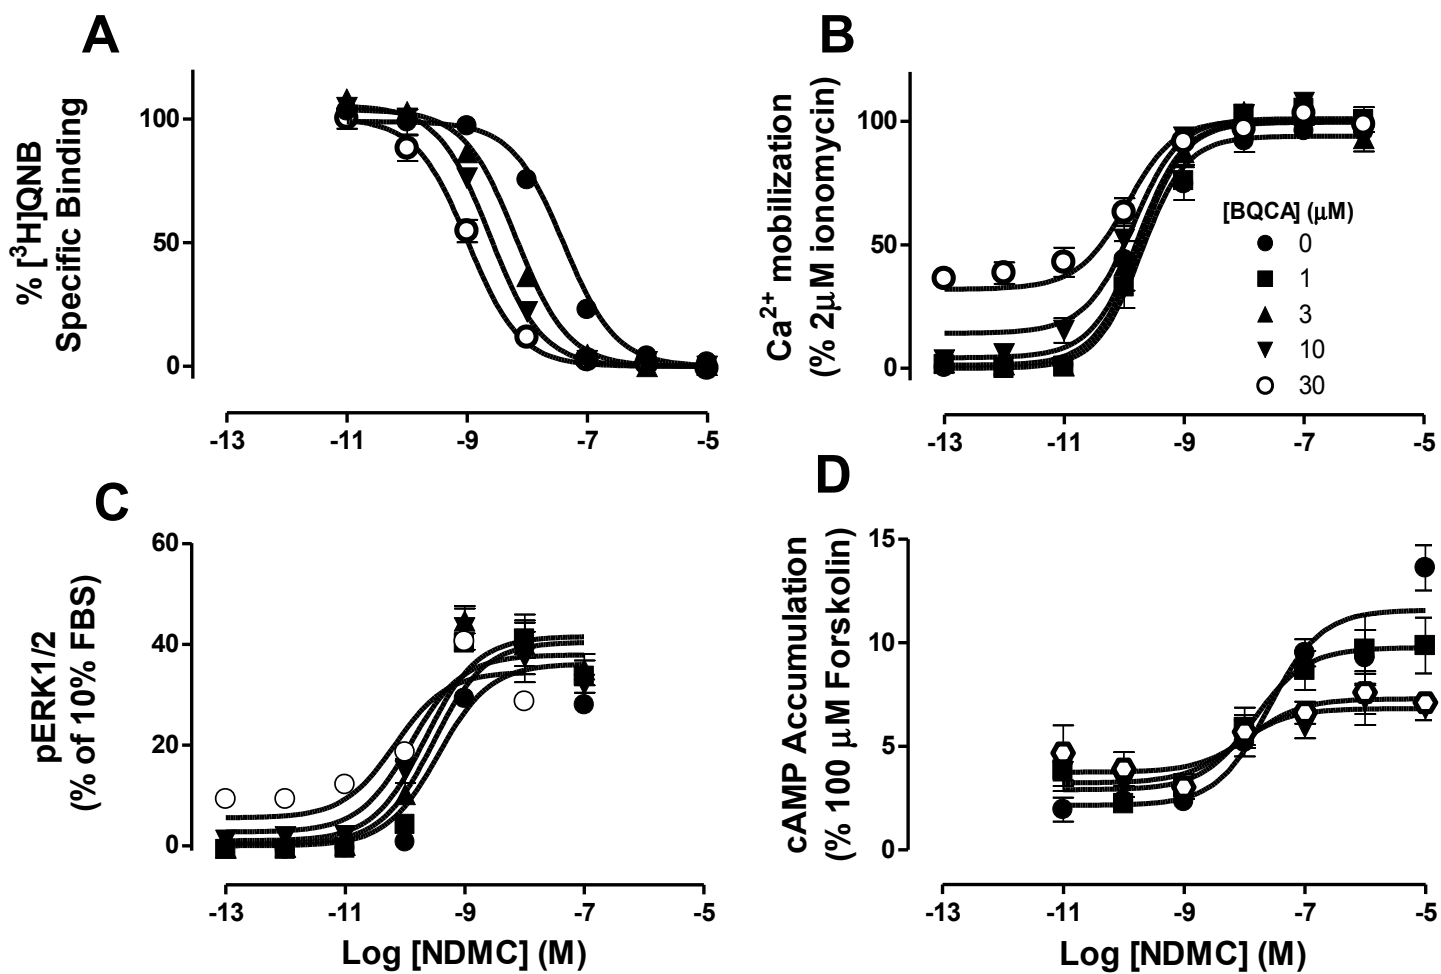 A
% [³H]QNB
Specific Binding
100
50
0
-13 -11 -9 -7 -5
B
Ca²⁺ mobilization
(% 2μM ionomycin)
100
50
0
[BQCA] (μM)
0
1
3
10
30
-13 -11 -9 -7 -5
C
pERK1/2
(% of 10% FBS)
60
40
20
0
-13 -11 -9 -7 -5
Log [NDMC] (M)
D
cAMP Accumulation
(% 100 μM Forskolin)
15
10
5
0
-13 -11 -9 -7 -5
Log [NDMC] (M)